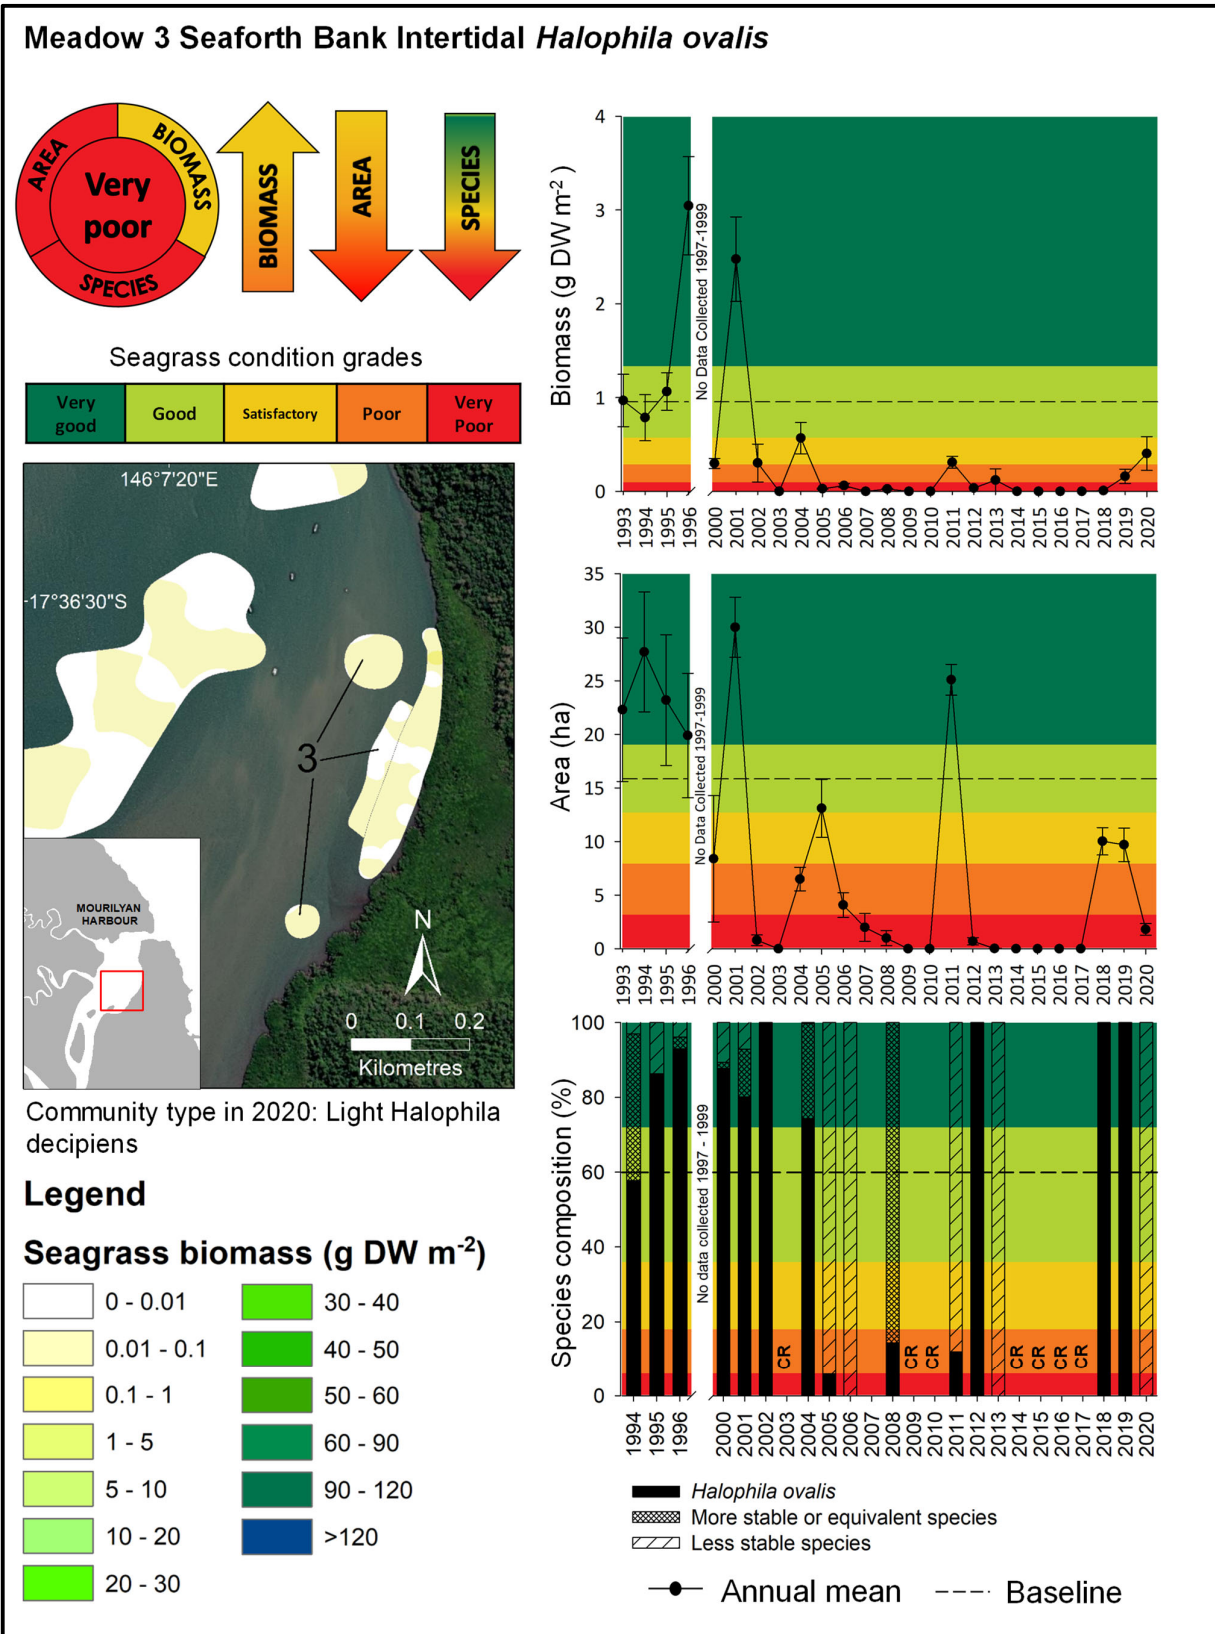 Meadow 3 Seaforth Bank Intertidal Halophila ovalis
AREA
BIOMASS
SPECIES
Very
poor
BIOMASS
AREA
SPECIES
Seagrass condition grades
Very
good
Good
Satisfactory
Poor
Very
Poor
146°7'20"E
17°36'30"S
3
MOURILYAN
HARBOUR
N
0 0.1 0.2
Kilometres
Community type in 2020: Light Halophila
decipiens
Legend
Seagrass biomass (g DW m-2)
0 - 0.01
0.01 - 0.1
0.1 - 1
1 - 5
5 - 10
10 - 20
20 - 30
30 - 40
40 - 50
50 - 60
60 - 90
90 - 120
>120
Biomass (g DW m-2)
4
3
2
1
0
No Data Collected 1997-1999
1993 1994 1995 1996 2000 2001 2002 2003 2004 2005 2006 2007 2008 2009 2010 2011 2012 2013 2014 2015 2016 2017 2018 2019 2020
Area (ha)
35
30
25
20
15
10
5
0
No Data Collected 1997-1999
1993 1994 1995 1996 2000 2001 2002 2003 2004 2005 2006 2007 2008 2009 2010 2011 2012 2013 2014 2015 2016 2017 2018 2019 2020
Species composition (%)
100
80
60
40
20
0
No data collected 1997 - 1999
CR CR CR CR CR CR CR
1994 1995 1996 2000 2001 2002 2003 2004 2005 2006 2007 2008 2009 2010 2011 2012 2013 2014 2015 2016 2017 2018 2019 2020
Halophila ovalis
More stable or equivalent species
Less stable species
Annual mean
Baseline